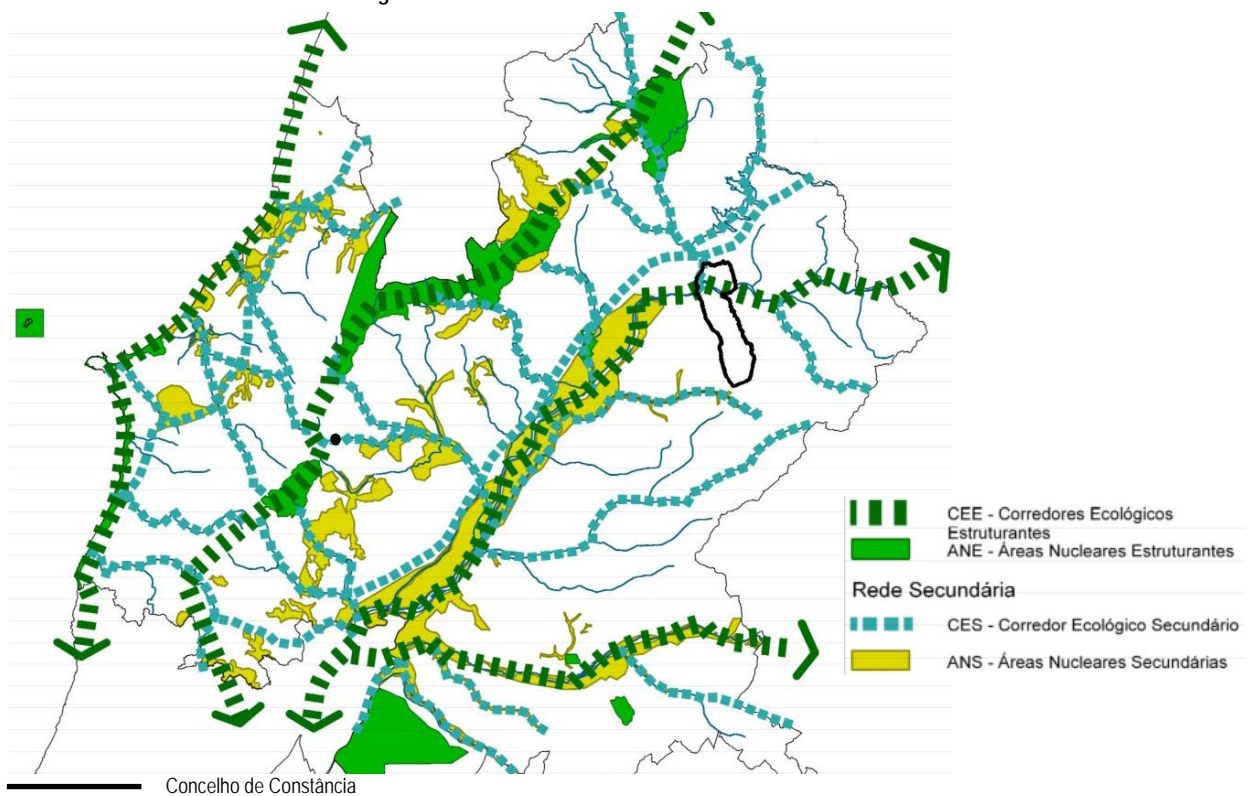 CEE - Corredores Ecológicos
Estruturantes
ANE - Áreas Nucleares Estruturantes
Rede Secundária
CES - Corredor Ecológico Secundário
ANS - Áreas Nucleares Secundárias
Concelho de Constância